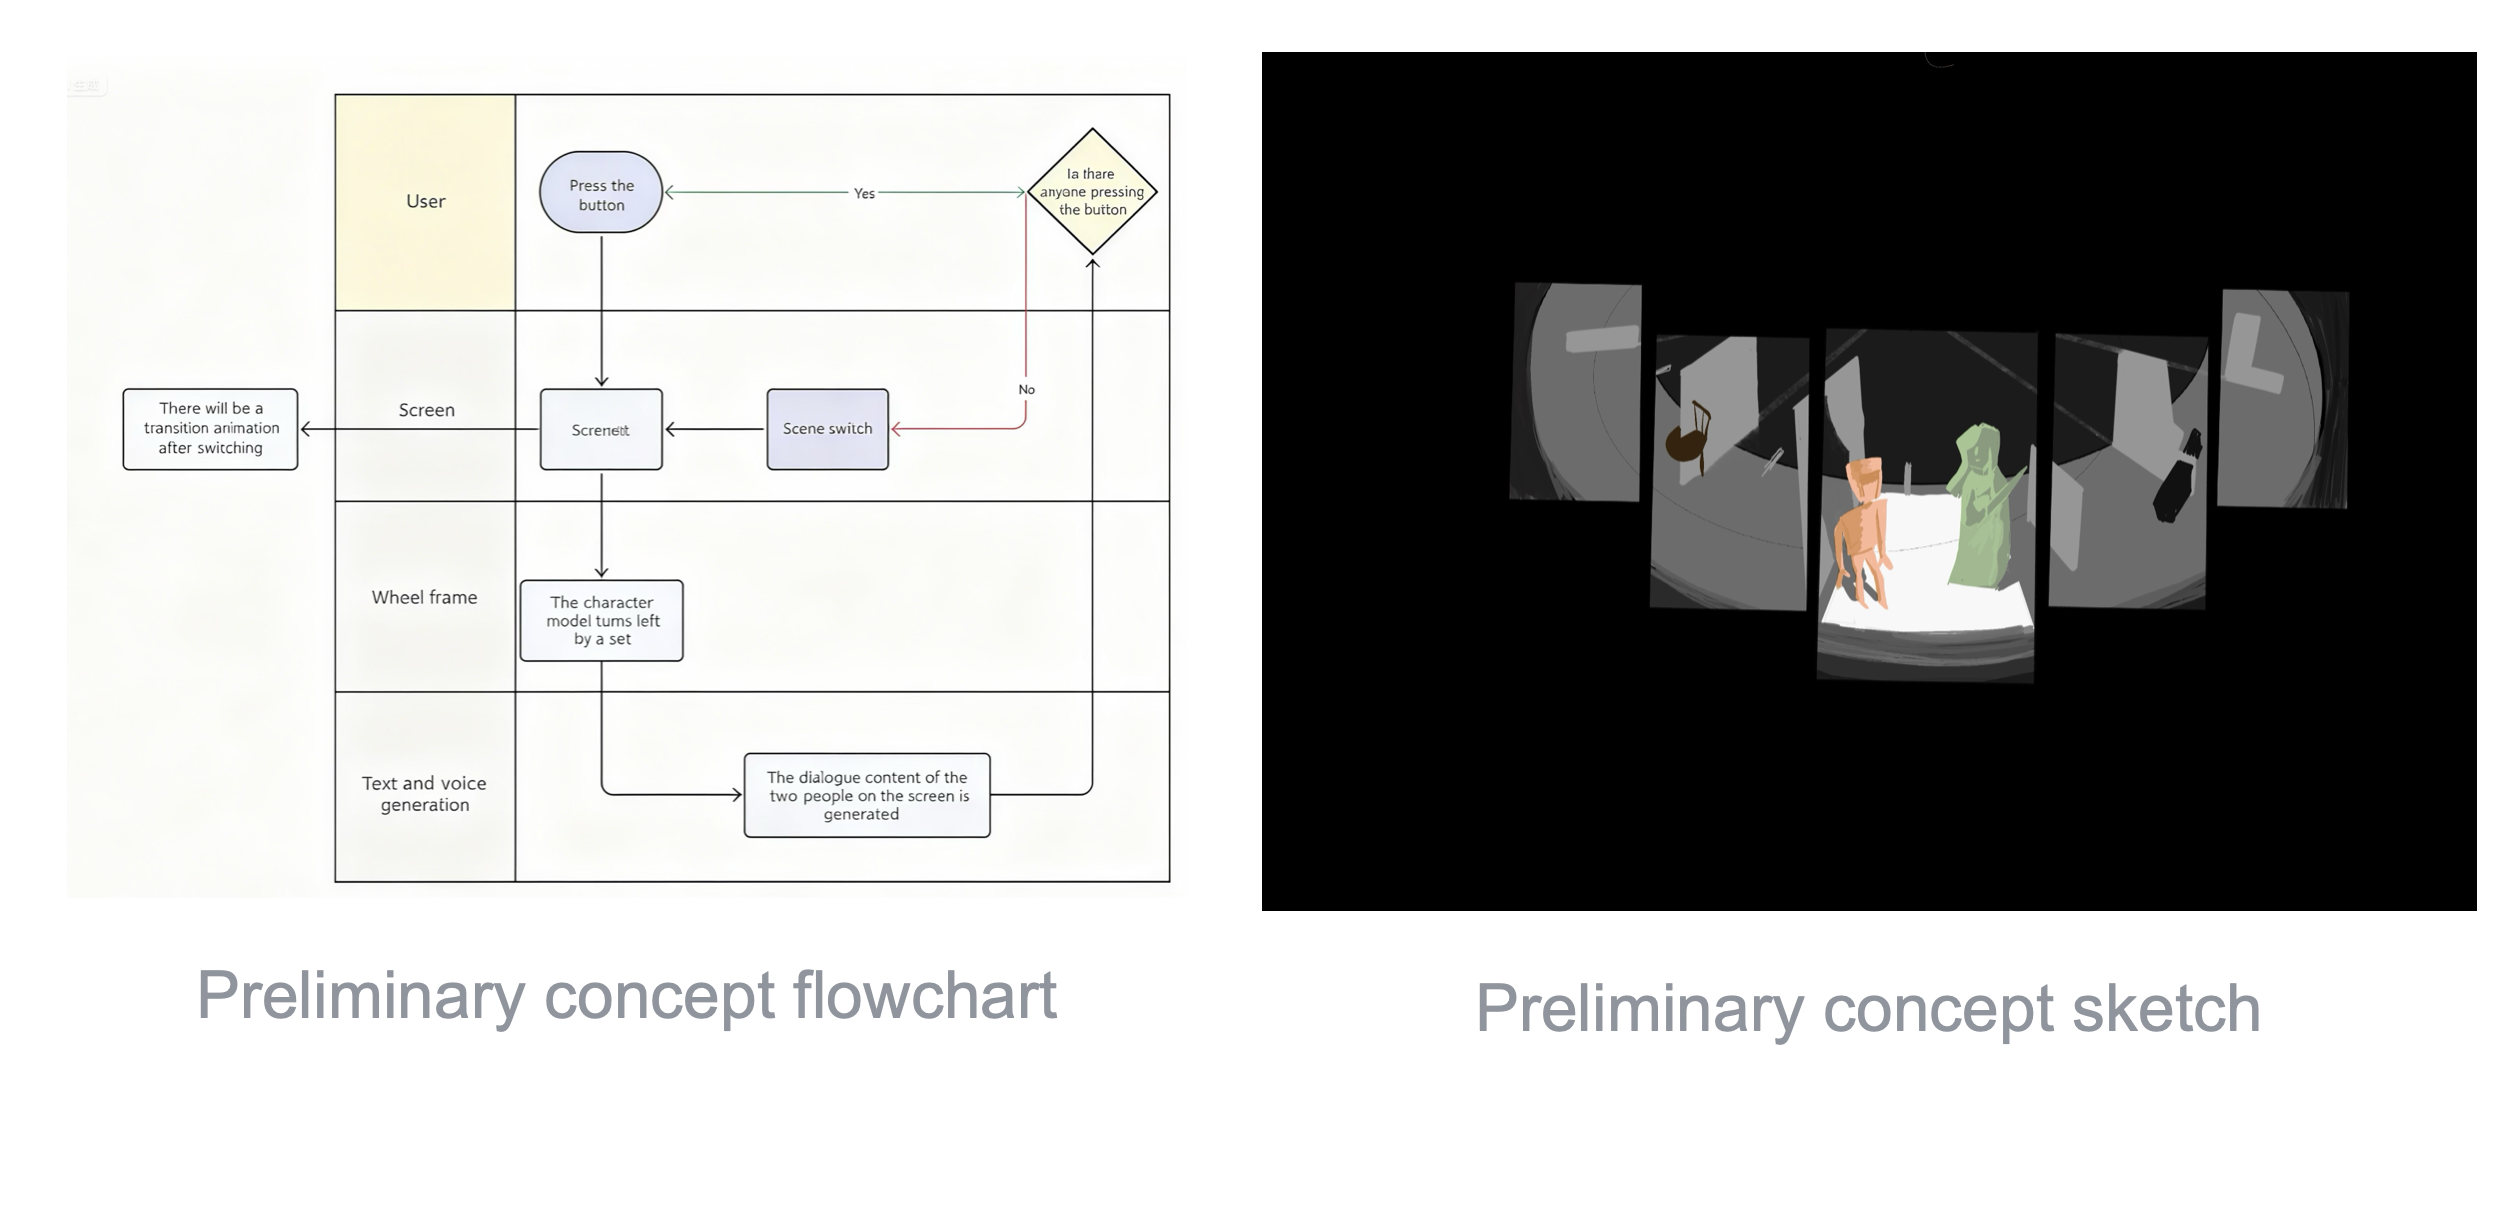 生成
User
Press the
button
Yes
Ia thare
anyane pressing
the button
There will be a
transition animation
after switching
Screen
Scene switch
No
Wheel frame
The character
model tums left
by a set
Text and voice
generation
The dialogue content of the
two people on the screen is
generated
Preliminary concept flowchart
Preliminary concept sketch